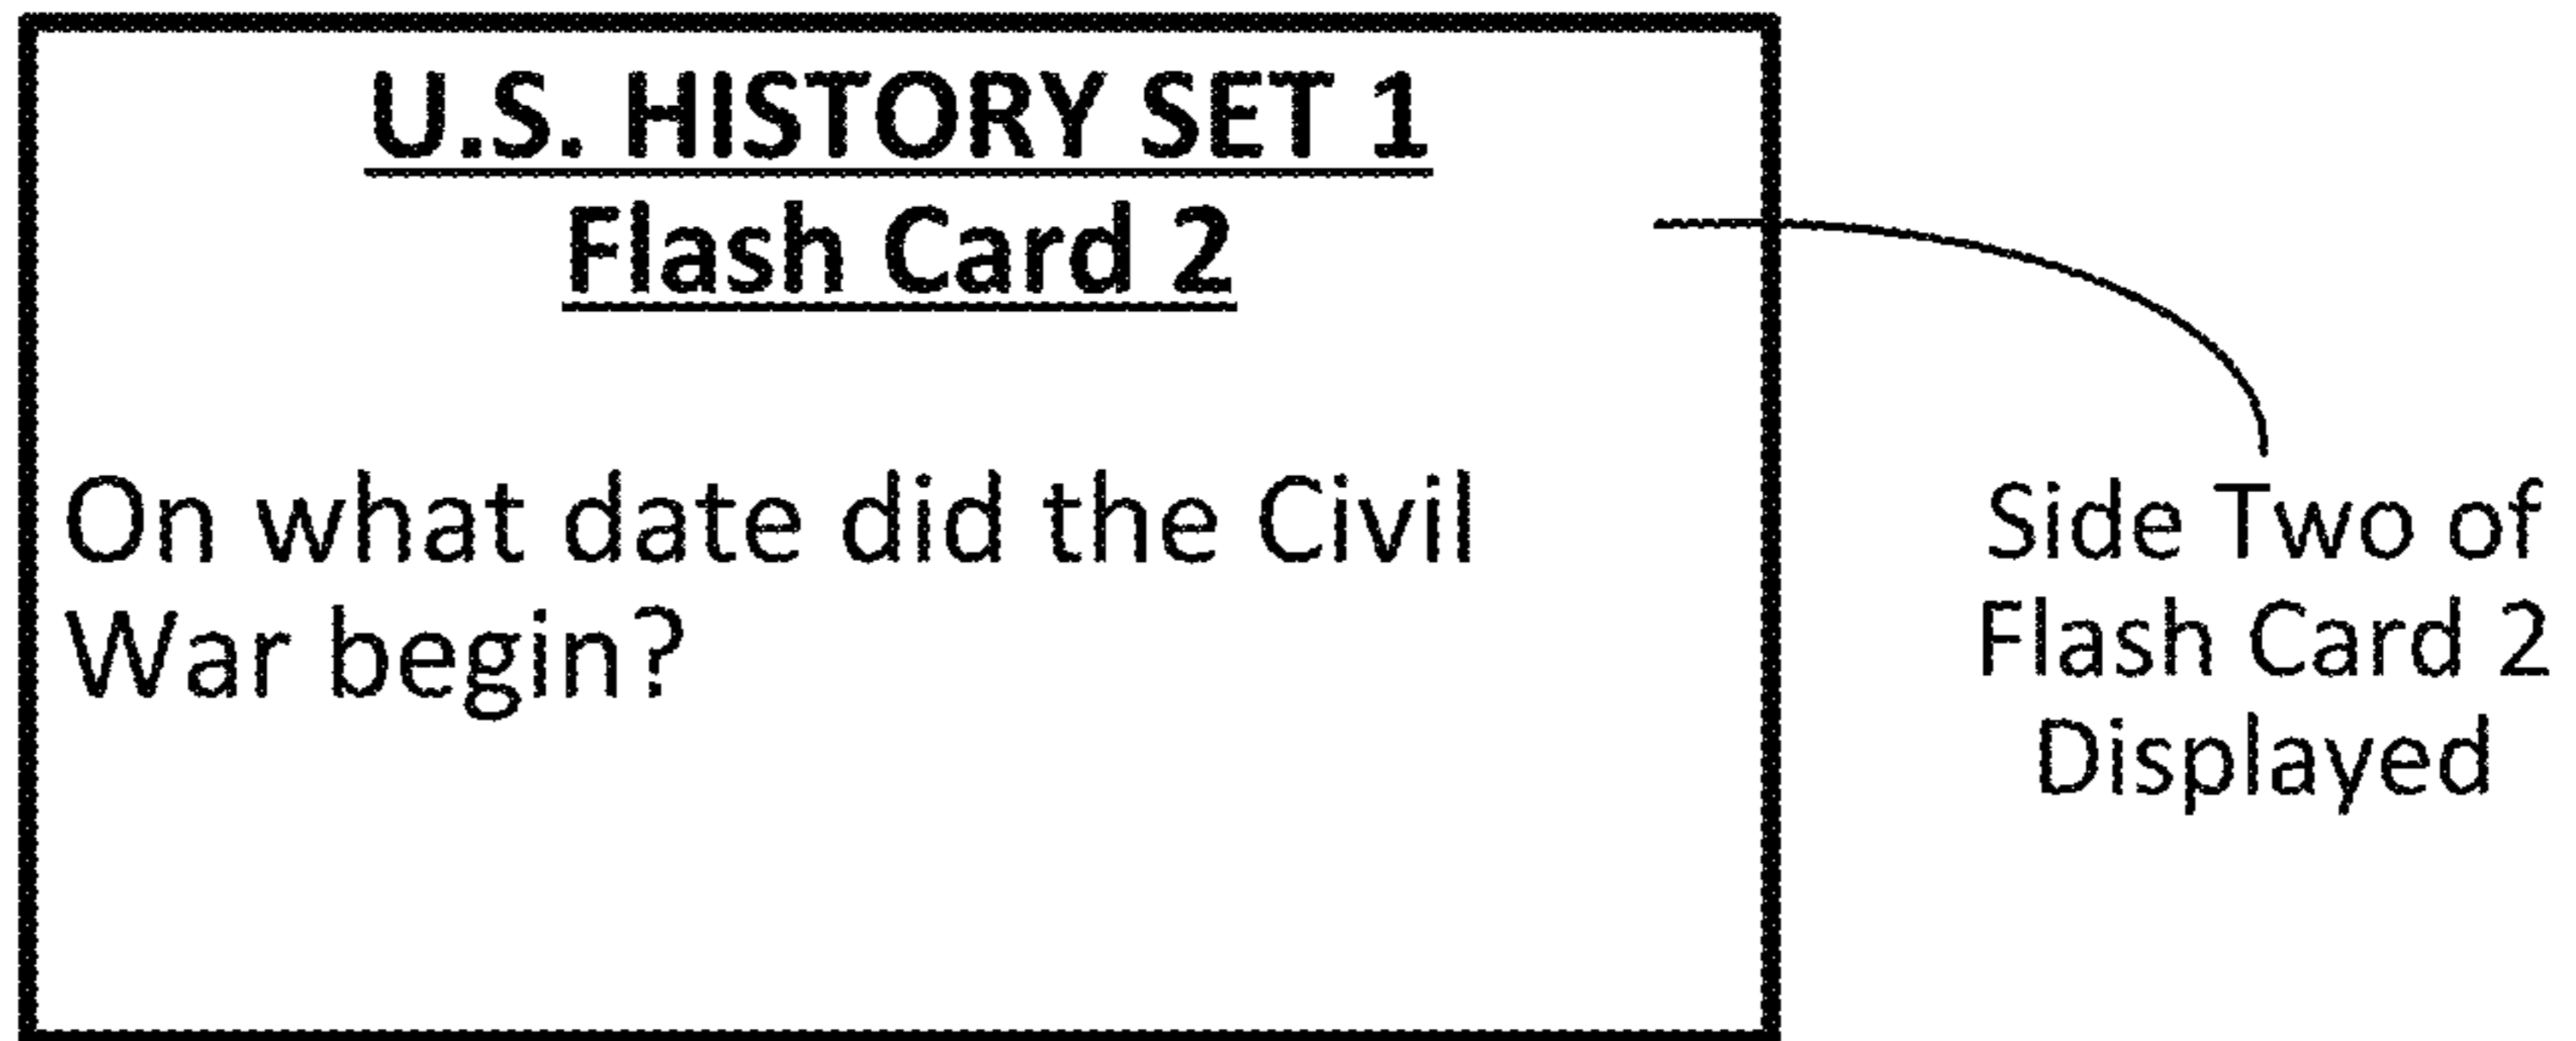 U.S. HISTORY SET 1
Flash Card 2
On what date did the Civil
War begin?
Side Two of
Flash Card 2
Displayed